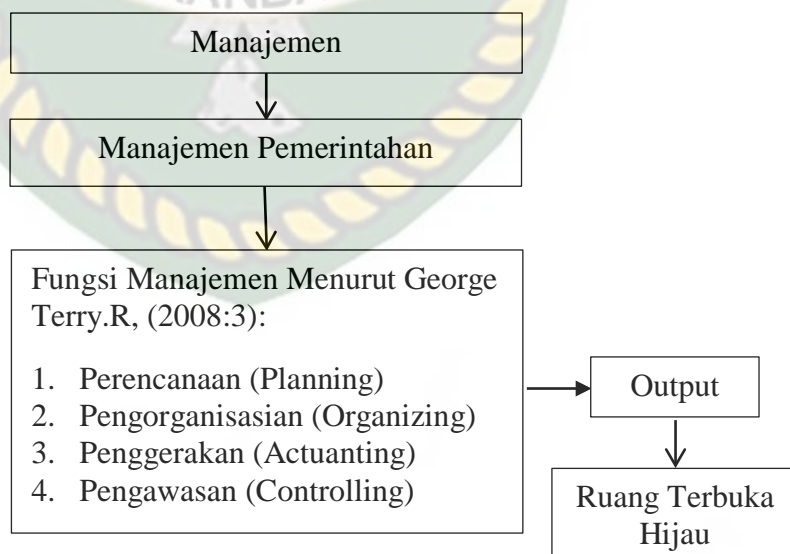 Manajemen
Manajemen Pemerintahan
Fungsi Manajemen Menurut George
Terry.R, (2008:3):
1. Perencanaan (Planning)
2. Pengorganisasian (Organizing)
3. Penggerakan (Actuanting)
4. Pengawasan (Controlling)
Output
Ruang Terbuka
Hijau